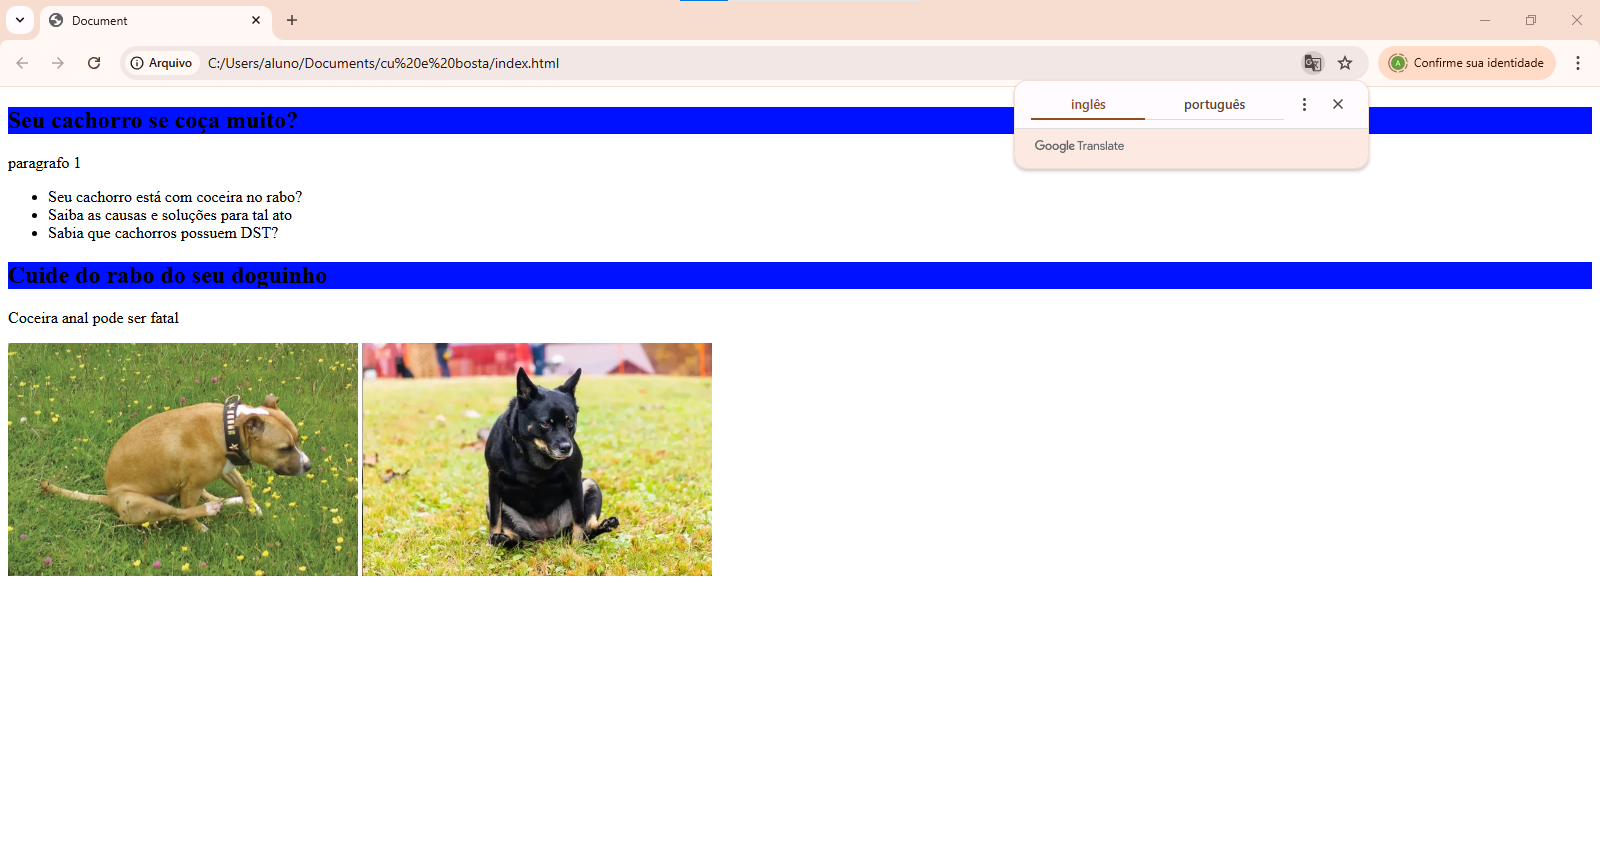 Document
Arquivo
C:/Users/aluno/Documents/cu%20e%20bosta/index.html
A
Confirme sua identidade
inglês
português
Google Translate
Seu cachorro se coça muito?
paragrafo 1
Seu cachorro está com coceira no rabo?
Saiba as causas e soluções para tal ato
Sabia que cachorros possuem DST?
Cuide do rabo do seu doguinho
Coceira anal pode ser fatal